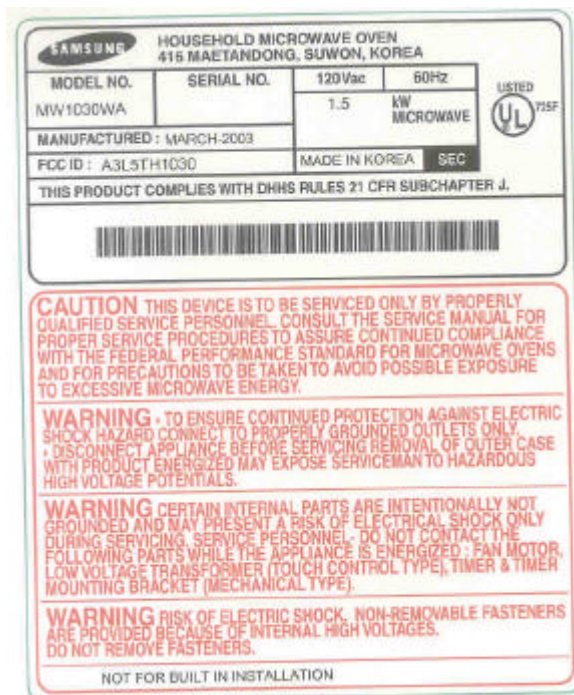 SAMSUNG
HOUSEHOLD MICROWAVE OVEN
416 MAETANDONG, SUWON, KOREA
MODEL NO.
MW1030WA
SERIAL NO.
120Vac
60Hz
1.5
kW
MICROWAVE
LISTED
UL
725F
MANUFACTURED : MARCH-2003
FCC ID : A3L5TH1030
MADE IN KOREA
SEC
THIS PRODUCT COMPLIES WITH DHHS RULES 21 CFR SUBCHAPTER J.
CAUTION THIS DEVICE IS TO BE SERVICED ONLY BY PROPERLY
QUALIFIED SERVICE PERSONNEL. CONSULT THE SERVICE MANUAL FOR
PROPER SERVICE PROCEDURES TO ASSURE CONTINUED COMPLIANCE
WITH THE FEDERAL PERFORMANCE STANDARD FOR MICROWAVE OVENS
AND FOR PRECAUTIONS TO BE TAKEN TO AVOID POSSIBLE EXPOSURE
TO EXCESSIVE MICROWAVE ENERGY.
WARNING - TO ENSURE CONTINUED PROTECTION AGAINST ELECTRIC
SHOCK HAZARD CONNECT TO PROPERLY GROUNDED OUTLETS ONLY.
- DISCONNECT APPLIANCE BEFORE SERVICING REMOVAL OF OUTER CASE
WITH PRODUCT ENERGIZED MAY EXPOSE SERVICEMAN TO HAZARDOUS
HIGH VOLTAGE POTENTIALS.
WARNING CERTAIN INTERNAL PARTS ARE INTENTIONALLY NOT
GROUNDED AND MAY PRESENT A RISK OF ELECTRICAL SHOCK ONLY
DURING SERVICING. SERVICE PERSONNEL - DO NOT CONTACT THE
FOLLOWING PARTS WHILE THE APPLIANCE IS ENERGIZED : FAN MOTOR,
LOW VOLTAGE TRANSFORMER (TOUCH CONTROL TYPE), TIMER & TIMER
MOUNTING BRACKET (MECHANICAL TYPE).
WARNING RISK OF ELECTRIC SHOCK, NON-REMOVABLE FASTENERS
ARE PROVIDED BECAUSE OF INTERNAL HIGH VOLTAGES.
DO NOT REMOVE FASTENERS.
NOT FOR BUILT IN INSTALLATION